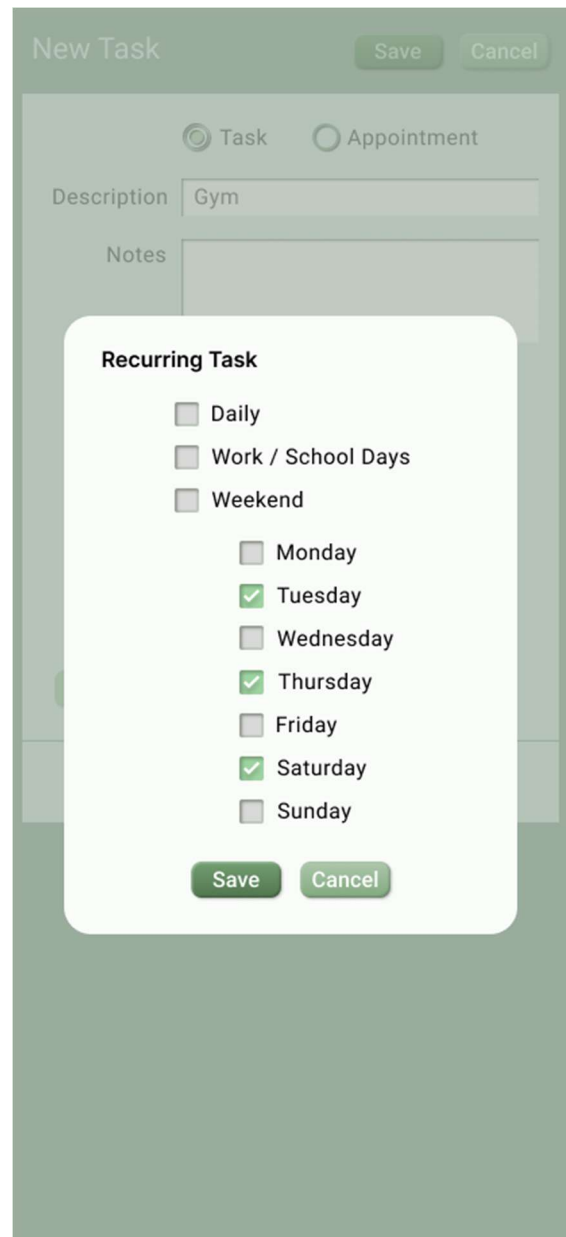 New Task Save Cancel
Task Appointment
Description Gym
Notes
Recurring Task
Daily
Work / School Days
Weekend
Monday
Tuesday
Wednesday
Thursday
Friday
Saturday
Sunday
Save Cancel